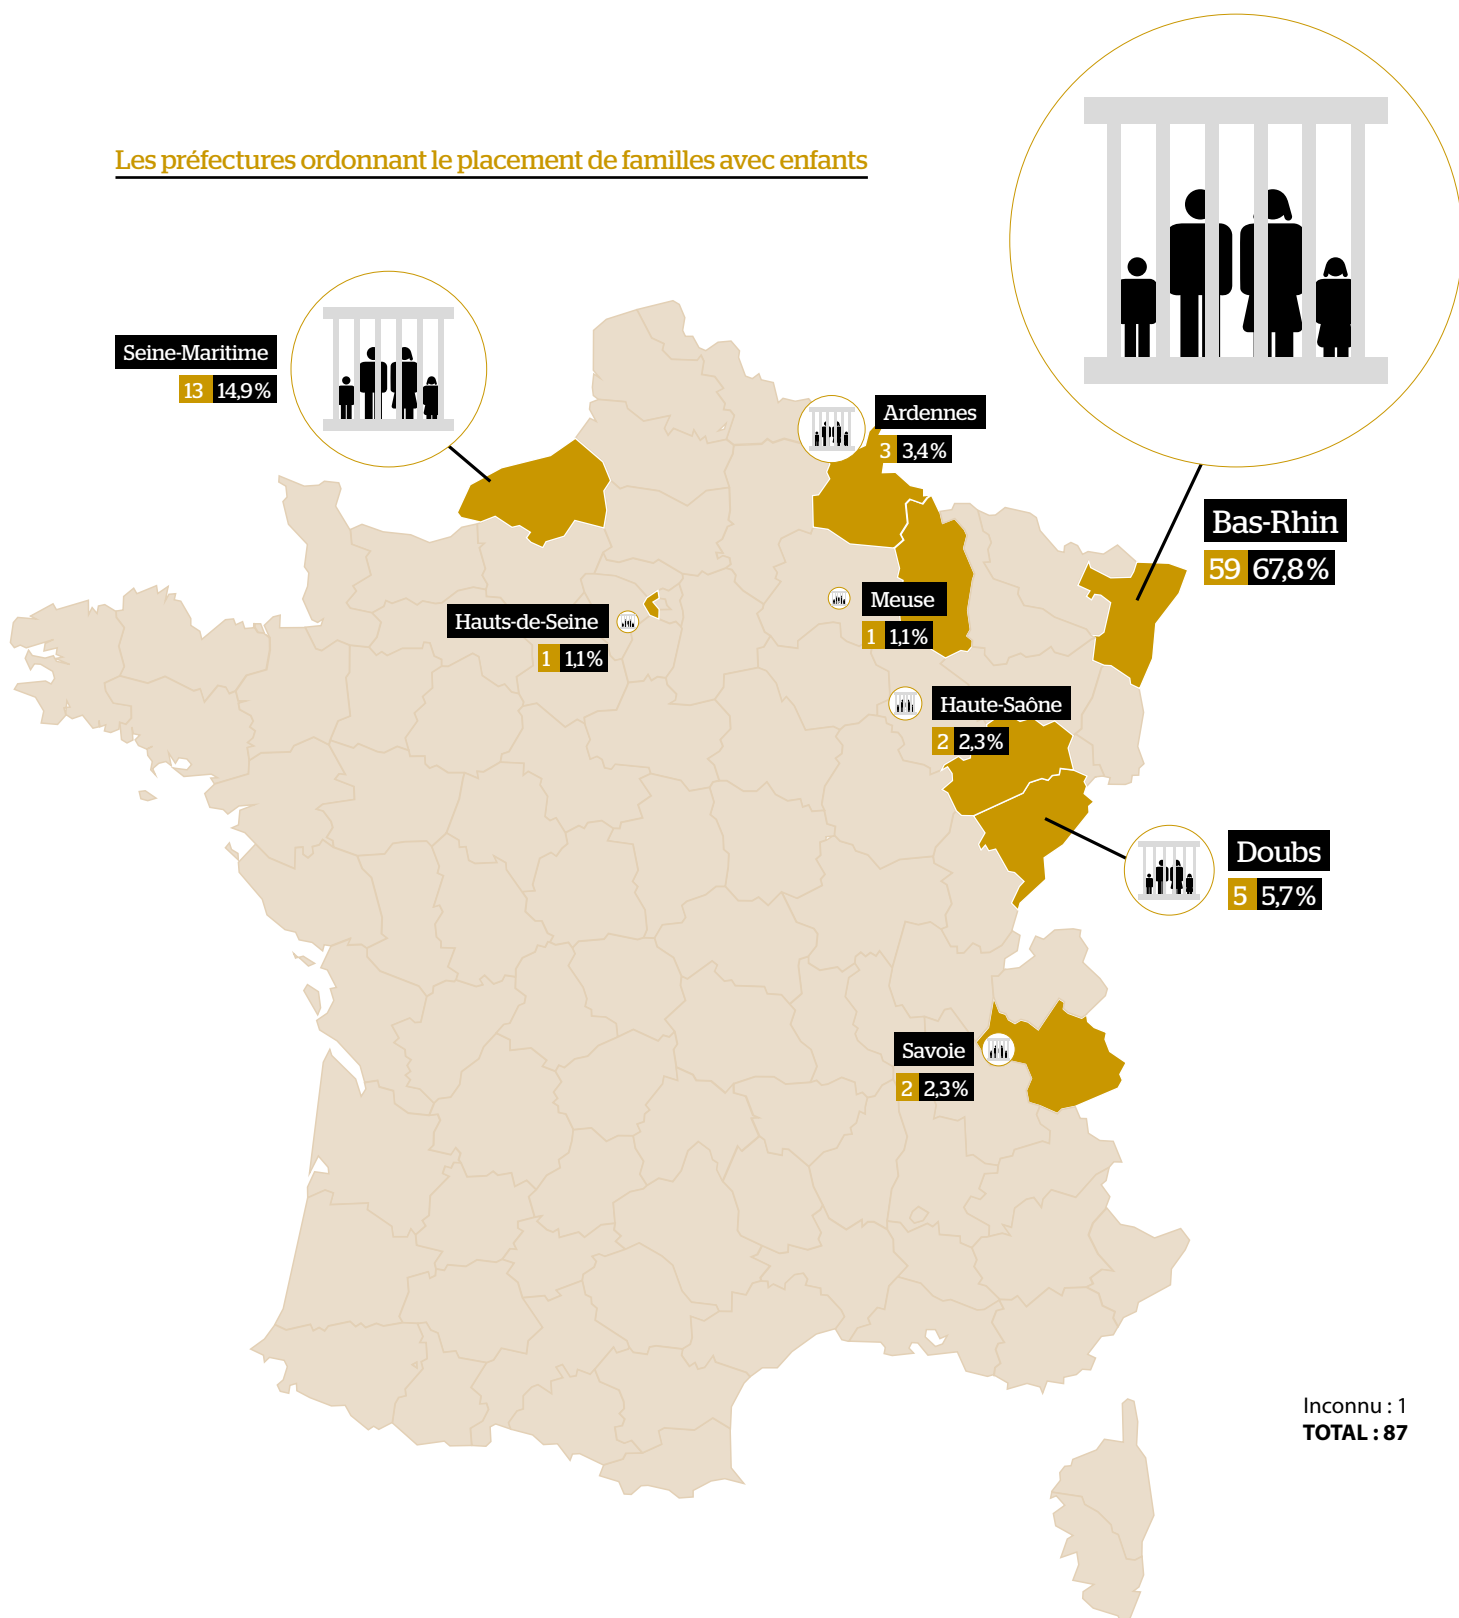 Les préfectures ordonnant le placement de familles avec enfants
Seine-Maritime
13 14,9%
Ardennes
3 3,4%
Bas-Rhin
59 67,8%
Meuse
1 1,1%
Hauts-de-Seine
1 1,1%
Haute-Saône
2 2,3%
Doubs
5 5,7%
Savoie
2 2,3%
Inconnu : 1
TOTAL : 87